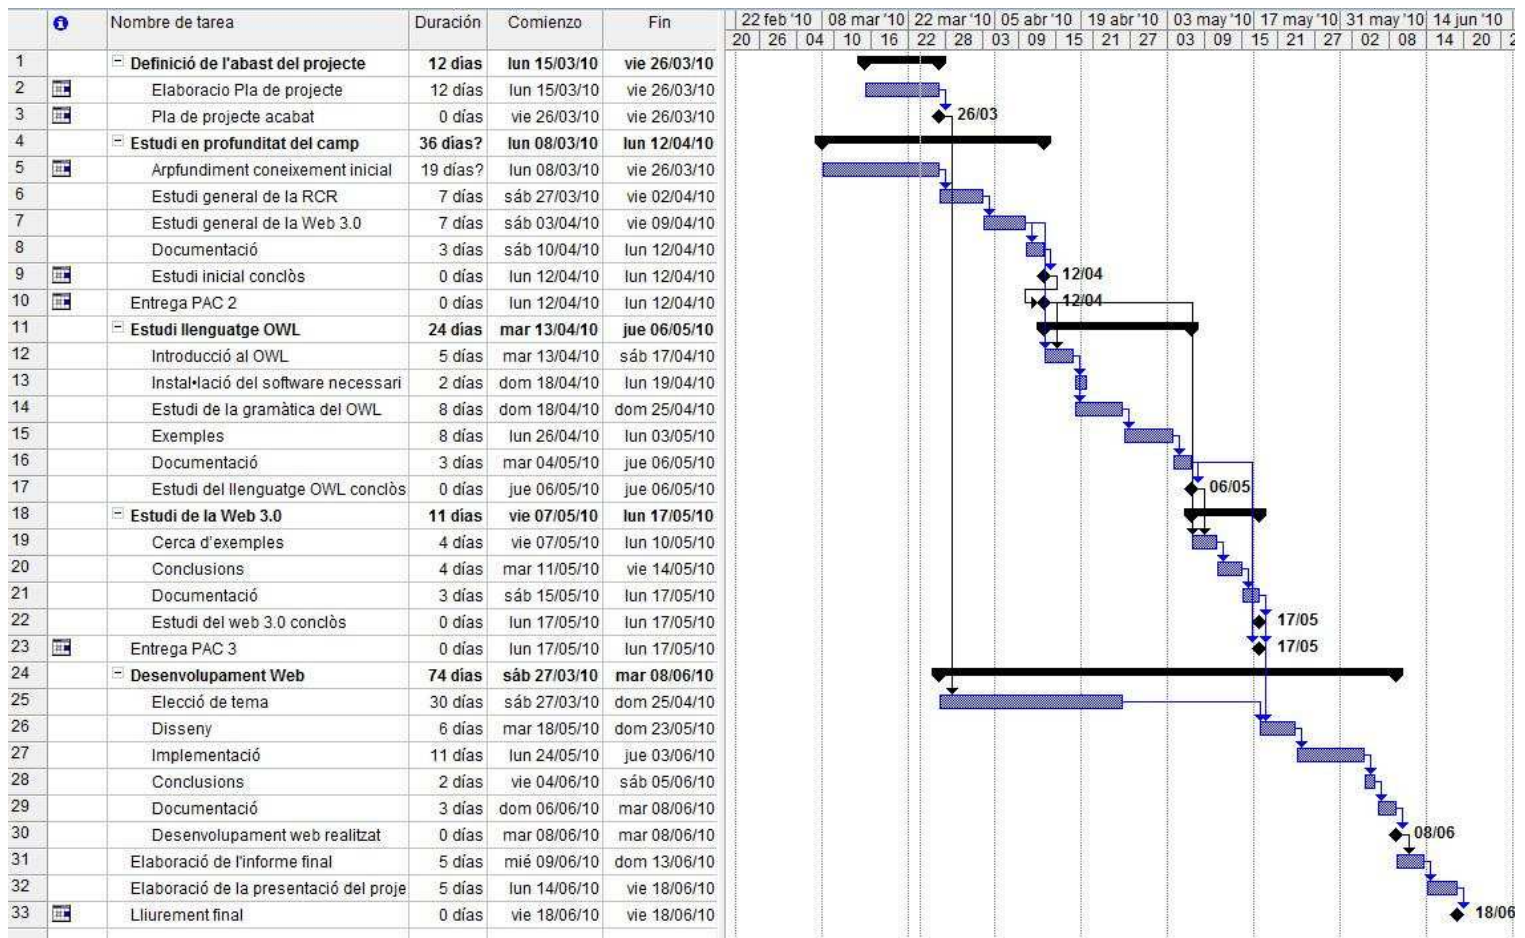 Nombre de tarea Duración Comienzo Fin 22 feb '10 08 mar '10 22 mar '10 05 abr '10 19 abr '10 03 may '10 17 may '10 31 may '10 14 jun '10
20 26 04 10 16 22 28 03 09 15 21 27 03 09 15 21 27 02 08 14 20
1 Definició de l'abast del projecte 12 días lun 15/03/10 vie 26/03/10
2 Elaboracio Pla de projecte 12 días lun 15/03/10 vie 26/03/10
3 Pla de projecte acabat 0 días vie 26/03/10 vie 26/03/10 26/03
4 Estudi en profunditat del camp 36 días? lun 08/03/10 lun 12/04/10
5 Arpfundiment coneixement inicial 19 días? lun 08/03/10 vie 26/03/10
6 Estudi general de la RCR 7 días sáb 27/03/10 vie 02/04/10
7 Estudi general de la Web 3.0 7 días sáb 03/04/10 vie 09/04/10
8 Documentació 3 días sáb 10/04/10 lun 12/04/10
9 Estudi inicial conclòs 0 días lun 12/04/10 lun 12/04/10 12/04
10 Entrega PAC 2 0 días lun 12/04/10 lun 12/04/10 12/04
11 Estudi llenguatge OWL 24 días mar 13/04/10 jue 06/05/10
12 Introducció al OWL 5 días mar 13/04/10 sáb 17/04/10
13 Instal•lació del software necessari 2 días dom 18/04/10 lun 19/04/10
14 Estudi de la gramàtica del OWL 8 días dom 18/04/10 dom 25/04/10
15 Exemples 8 días lun 26/04/10 lun 03/05/10
16 Documentació 3 días mar 04/05/10 jue 06/05/10
17 Estudi del llenguatge OWL conclòs 0 días jue 06/05/10 jue 06/05/10 06/05
18 Estudi de la Web 3.0 11 días vie 07/05/10 lun 17/05/10
19 Cerca d'exemples 4 días vie 07/05/10 lun 10/05/10
20 Conclusions 4 días mar 11/05/10 vie 14/05/10
21 Documentació 3 días sáb 15/05/10 lun 17/05/10
22 Estudi del web 3.0 conclòs 0 días lun 17/05/10 lun 17/05/10 17/05
23 Entrega PAC 3 0 días lun 17/05/10 lun 17/05/10 17/05
24 Desenvolupament Web 74 días sáb 27/03/10 mar 08/06/10
25 Elecció de tema 30 días sáb 27/03/10 dom 25/04/10
26 Disseny 6 días mar 18/05/10 dom 23/05/10
27 Implementació 11 días lun 24/05/10 jue 03/06/10
28 Conclusions 2 días vie 04/06/10 sáb 05/06/10
29 Documentació 3 días dom 06/06/10 mar 08/06/10
30 Desenvolupament web realitzat 0 días mar 08/06/10 mar 08/06/10 08/06
31 Elaboració de l'informe final 5 días mié 09/06/10 dom 13/06/10
32 Elaboració de la presentació del proje 5 días lun 14/06/10 vie 18/06/10
33 Lliurement final 0 días vie 18/06/10 vie 18/06/10 18/06